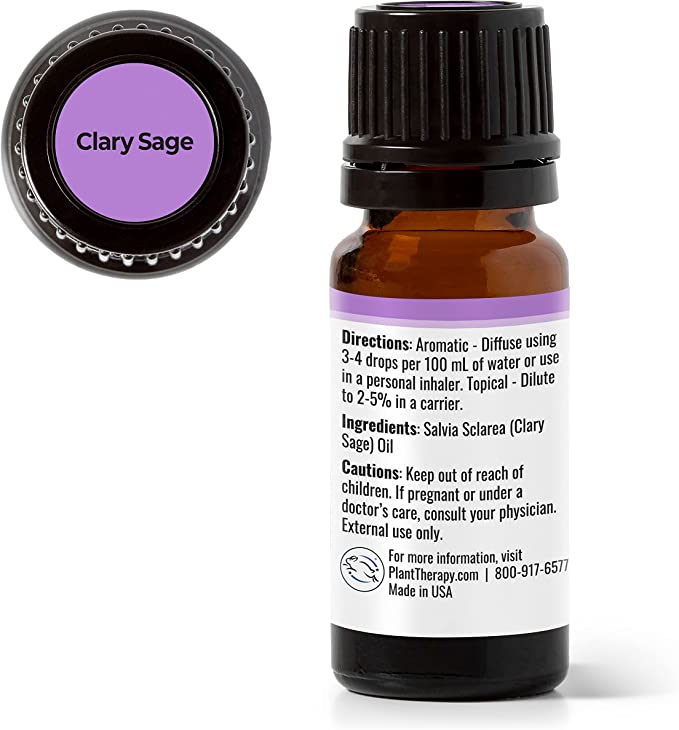 Clary Sage
Directions: Aromatic - Diffuse using
3-4 drops per 100 mL of water or use
in a personal inhaler. Topical - Dilute
to 2-5% in a carrier.
Ingredients: Salvia Sclarea (Clary
Sage) Oil
Cautions: Keep out of reach of
children. If pregnant or under a
doctor's care, consult your physician.
External use only.
For more information, visit
PlantTherapy.com | 800-917-6577
Made in USA